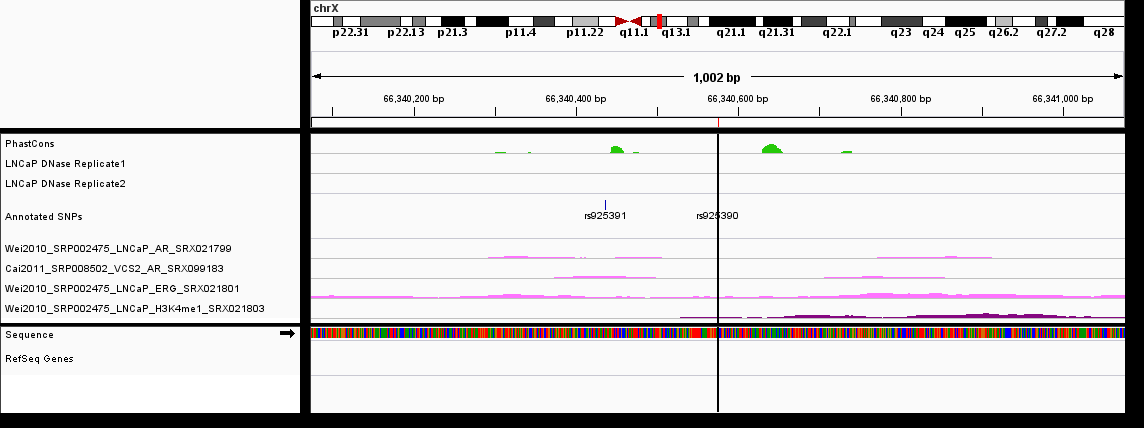 chrX
p22.31 p22.13 p21.3 p11.4 p11.22 q11.1 q13.1 q21.1 q21.31 q22.1 q23 q24 q25 q26.2 q27.2 q28
1,002 bp
66,340,200 bp 66,340,400 bp 66,340,600 bp 66,340,800 bp 66,341,000 bp
PhastCons
LNCaP DNase Replicate1
LNCaP DNase Replicate2
Annotated SNPs rs925391 rs925390
Wei2010_SRP002475_LNCaP_AR_SRX021799
Cai2011_SRP008502_VCS2_AR_SRX099183
Wei2010_SRP002475_LNCaP_ERG_SRX021801
Wei2010_SRP002475_LNCaP_H3K4me1_SRX021803
Sequence
RefSeq Genes